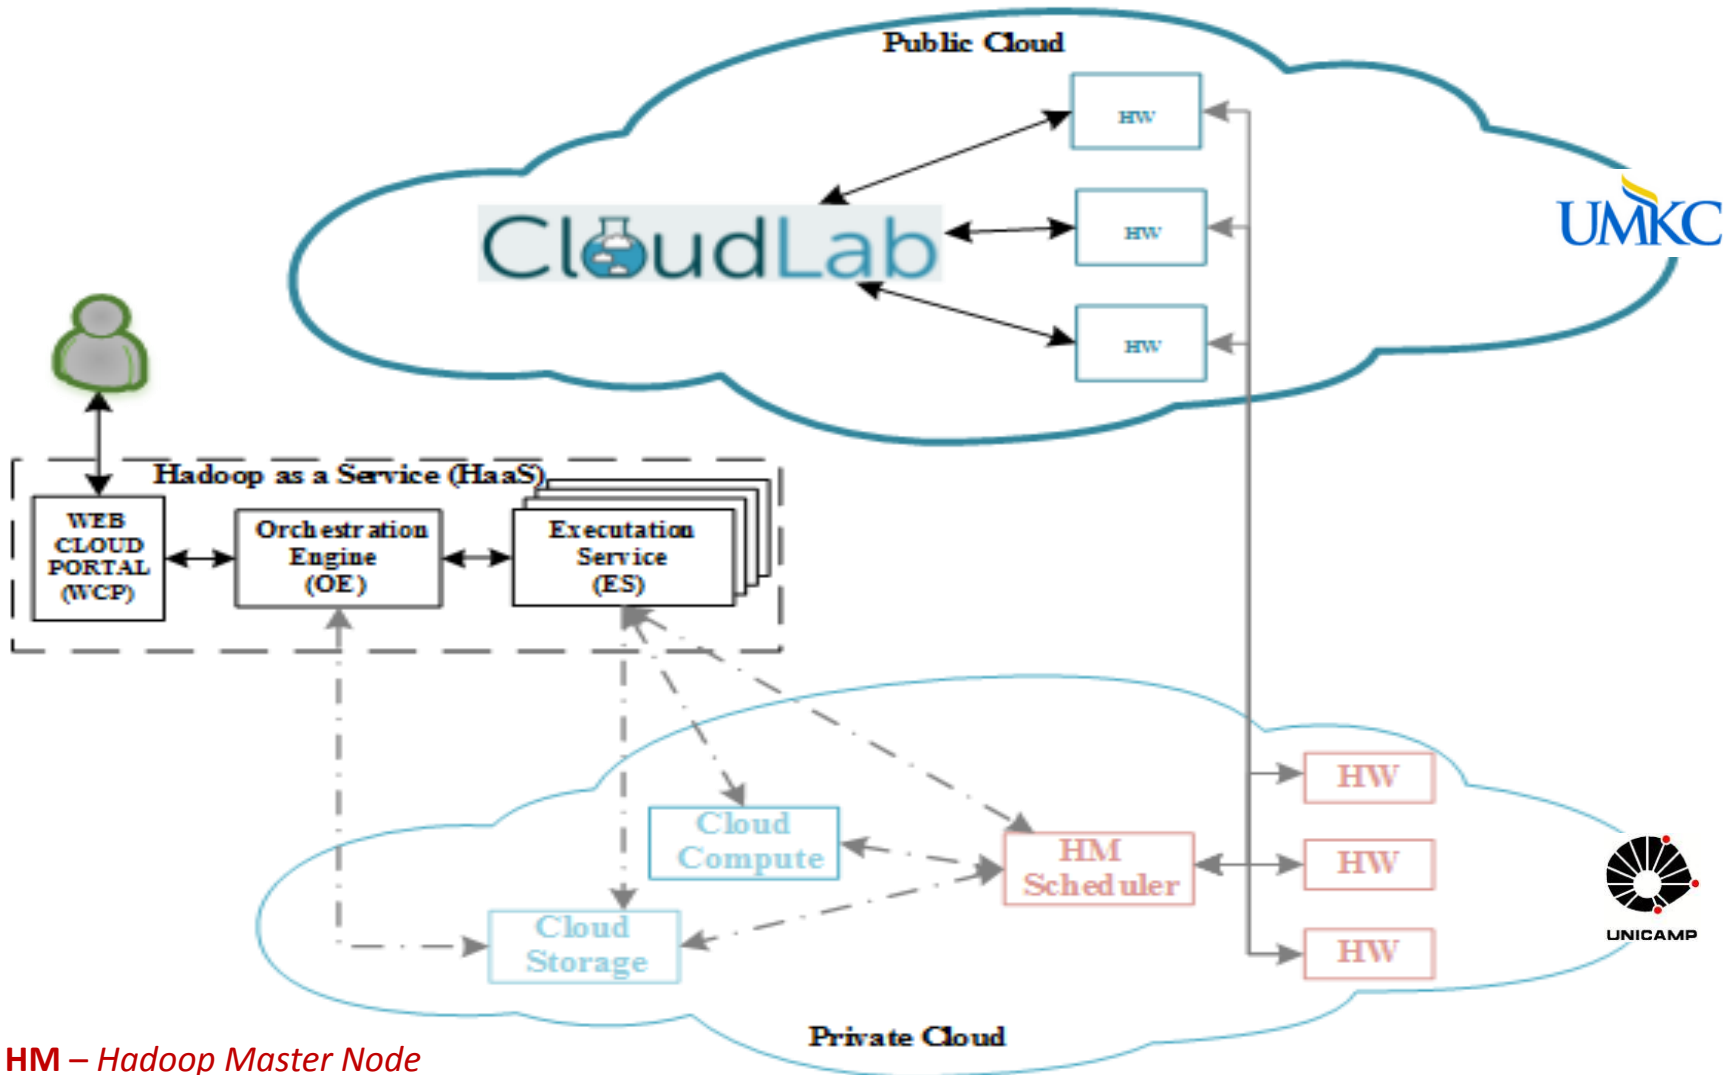 Public Cloud
HW
CloudLab
HW
HW
UMKC
Hadoop as a Service (HaaS)
WEB
CLOUD
PORTAL
(WCP)
Orchestration
Engine
(OE)
Executation
Service
(ES)
HW
Cloud
Compute
HM
Scheduler
HW
Cloud
Storage
HW
UNICAMP
Private Cloud
HM – Hadoop Master Node